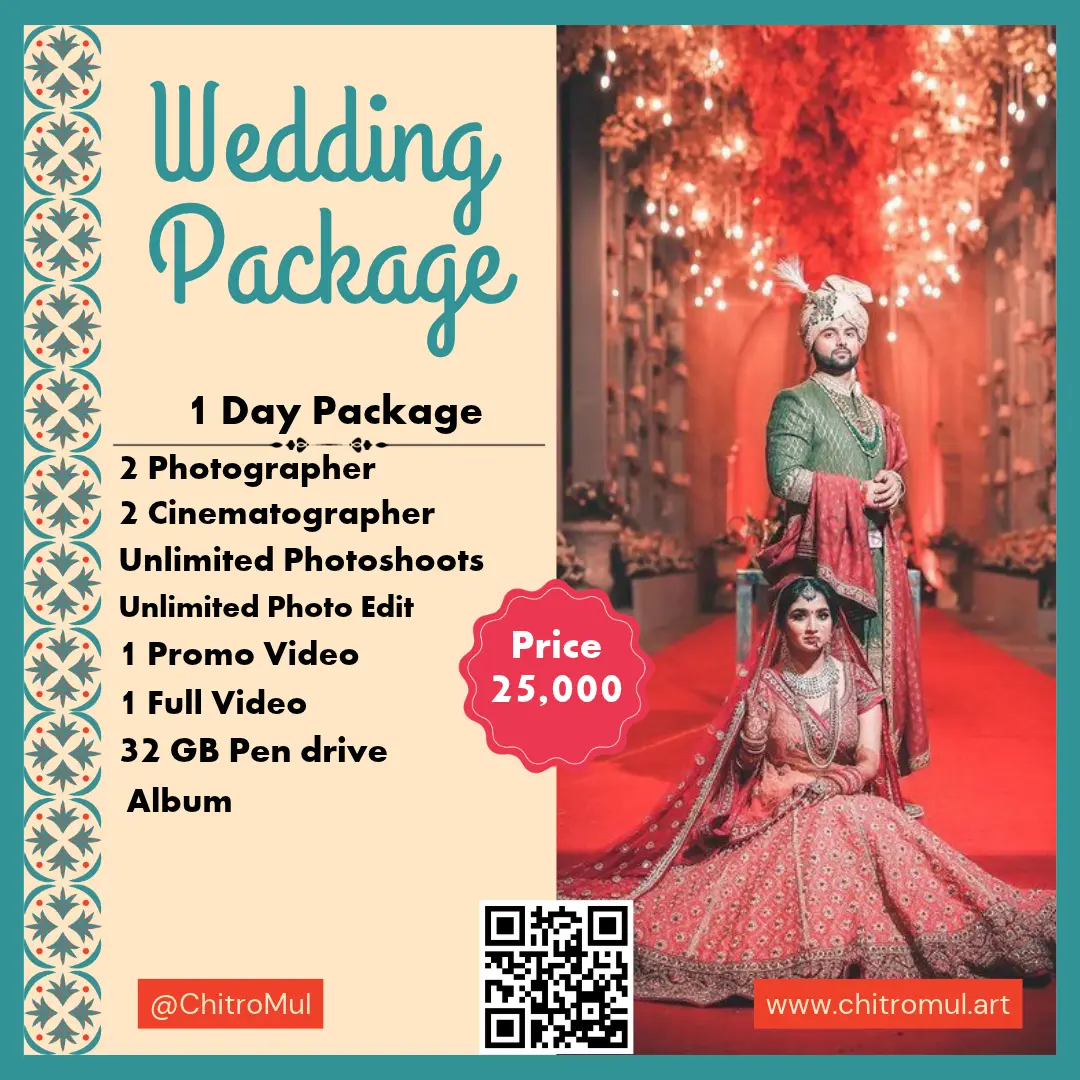 Wedding
Package
1 Day Package
2 Photographer
2 Cinematographer
Unlimited Photoshoots
Unlimited Photo Edit
1 Promo Video
1 Full Video
32 GB Pen drive
Album
Price
25,000
@ChitroMul
www.chitromul.art